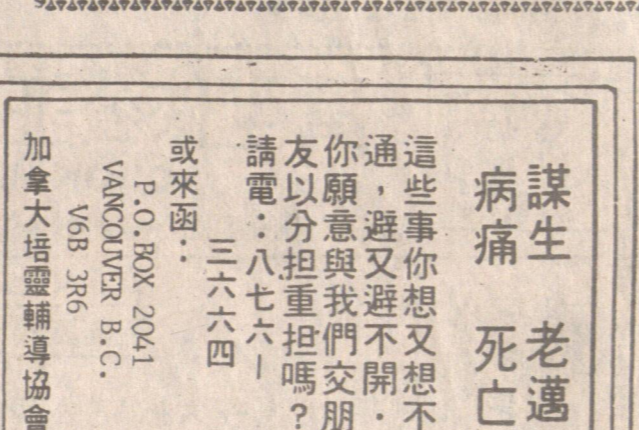 謀生 老邁
病痛 死亡
這些事你想又想不
通，避又避不開．
你願意與我們交朋
友以分担重担嗎？
請電：八七六－
三六六四
或來函：
P.O.BOX 2041
VANCOUVER B.C.
V6B 3R6
加拿大培靈輔導協會